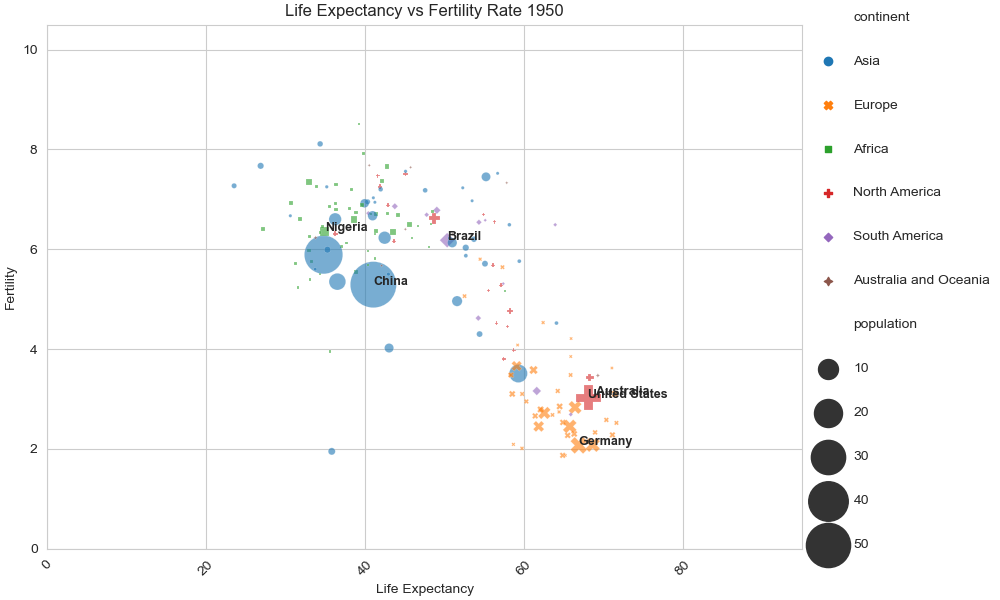 Life Expectancy vs Fertility Rate 1950
continent
Asia
Europe
Africa
North America
South America
Australia and Oceania
population
10
20
30
40
50
10
8
6
4
2
0
Fertility
Nigeria
Brazil
China
Australia
United States
Germany
0
20
40
60
80
Life Expectancy